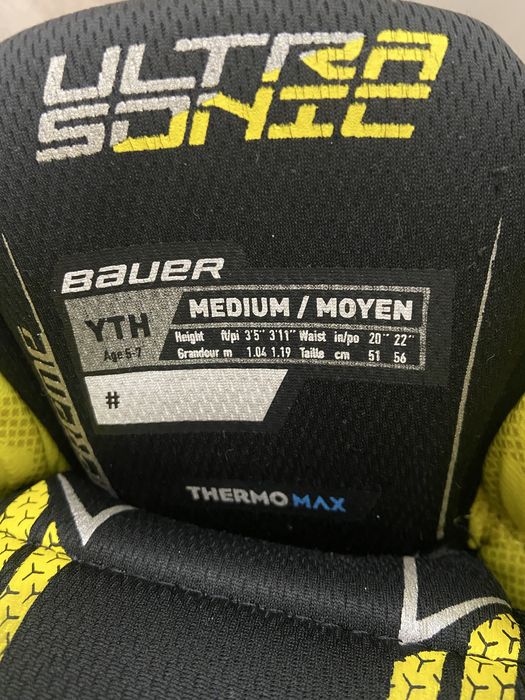 ULTRA
SONIC
BAUER
YTH
Age 5-7
MEDIUM / MOYEN
Height ft/pi 3'5" 3'11" Waist in/po 20" 22"
Grandeur m 1.04 1.19 Taille cm 51 56
#
THERMO MAX